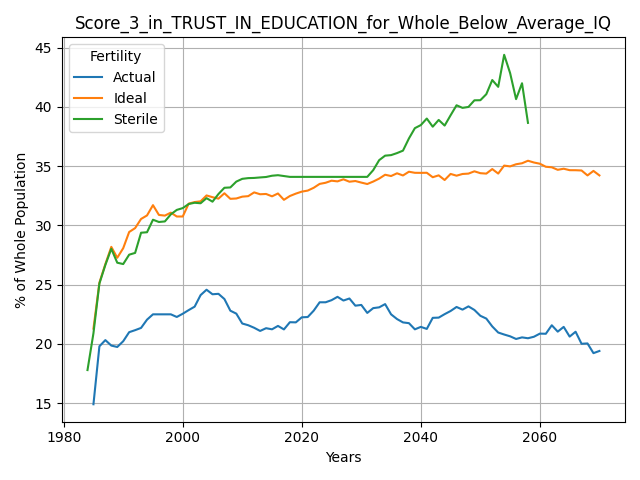 Score_3_in_TRUST_IN_EDUCATION_for_Whole_Below_Average_IQ
Fertility
Actual
Ideal
Sterile
45
40
35
30
25
20
15
% of Whole Population
1980
2000
2020
2040
2060
Years